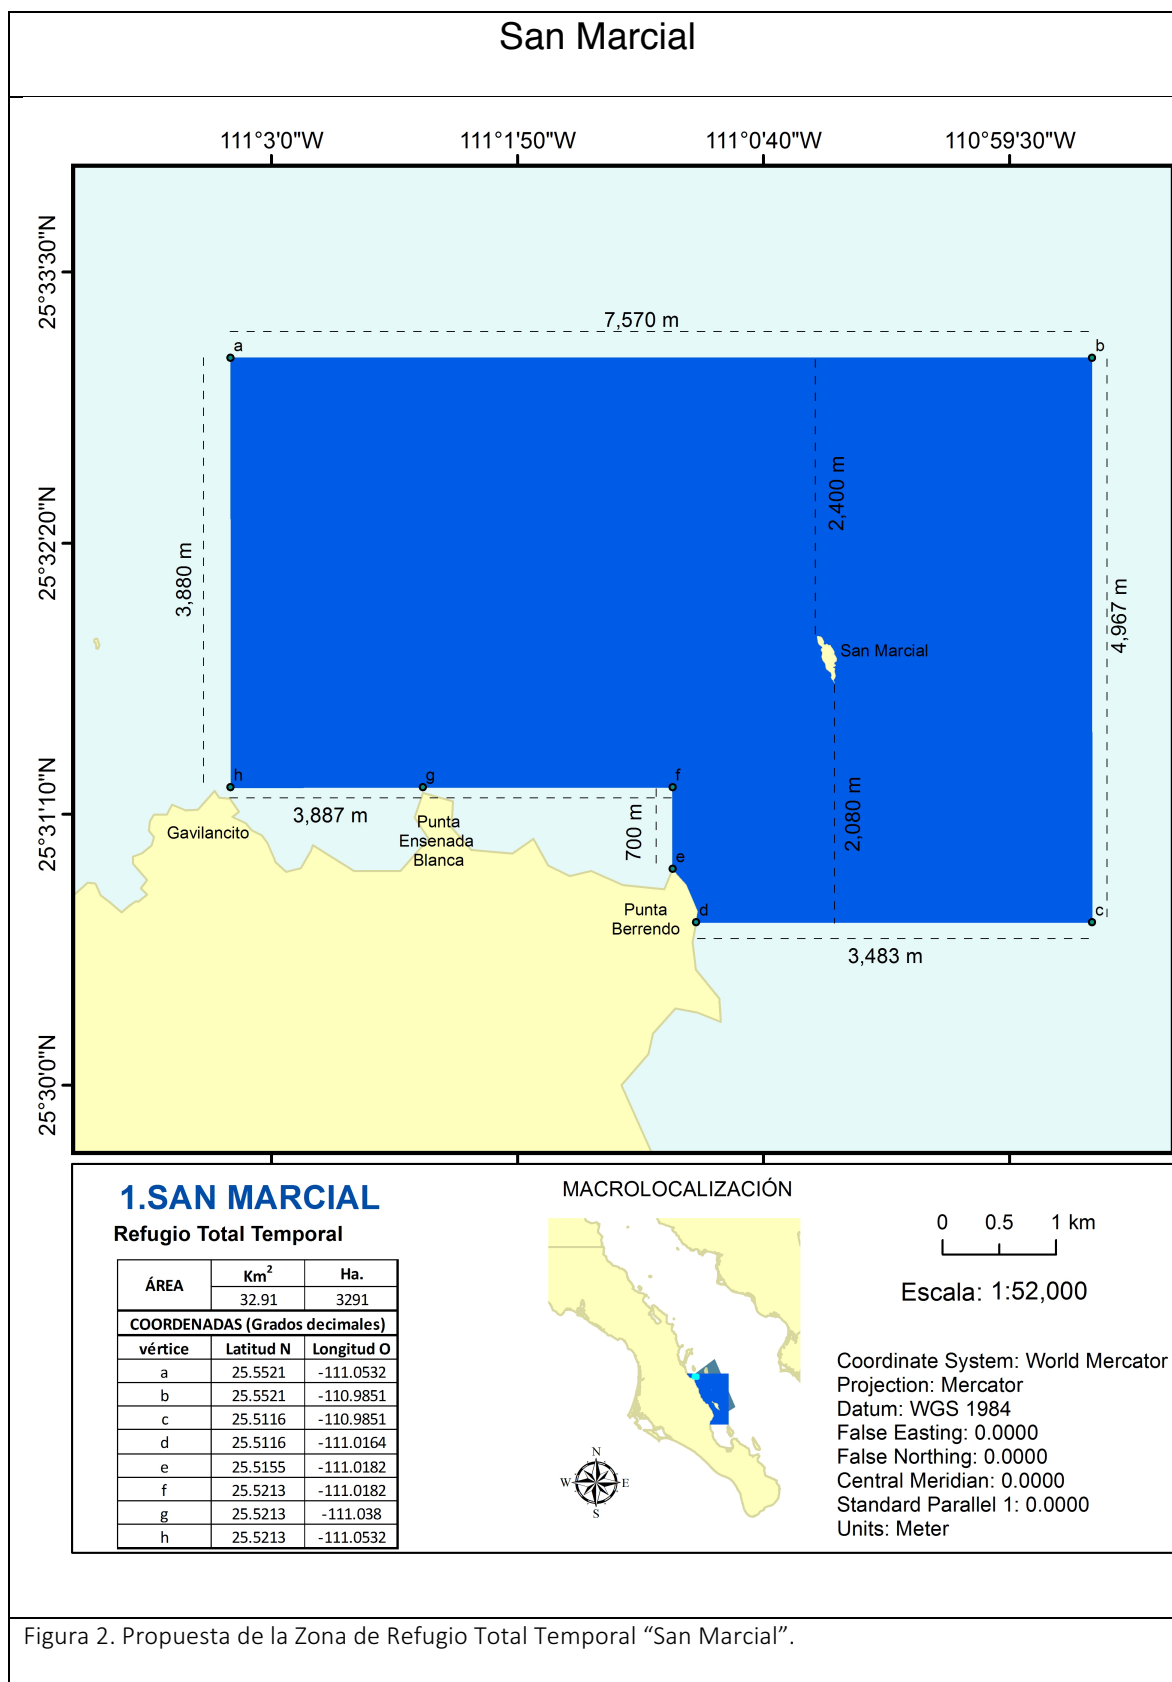 San Marcial
111°3'0"W 111°1'50"W 111°0'40"W 110°59'30"W
25°33'30"N
25°32'20"N
25°31'10"N
25°30'0"N
7,570 m
a
b
2,400 m
3,880 m
4,967 m
San Marcial
h
g
f
3,887 m
700 m
2,080 m
Gavilancito
Punta
Ensenada
Blanca
e
Punta
Berrendo
d
c
3,483 m
1.SAN MARCIAL
Refugio Total Temporal
ÁREA Km² Ha.
32.91 3291
COORDENADAS (Grados decimales)
vértice Latitud N Longitud O
a 25.5521 -111.0532
b 25.5521 -110.9851
c 25.5116 -110.9851
d 25.5116 -111.0164
e 25.5155 -111.0182
f 25.5213 -111.0182
g 25.5213 -111.038
h 25.5213 -111.0532
MACROLOCALIZACIÓN
N
W E
S
0 0.5 1 km
Escala: 1:52,000
Coordinate System: World Mercator
Projection: Mercator
Datum: WGS 1984
False Easting: 0.0000
False Northing: 0.0000
Central Meridian: 0.0000
Standard Parallel 1: 0.0000
Units: Meter
Figura 2. Propuesta de la Zona de Refugio Total Temporal “San Marcial”.